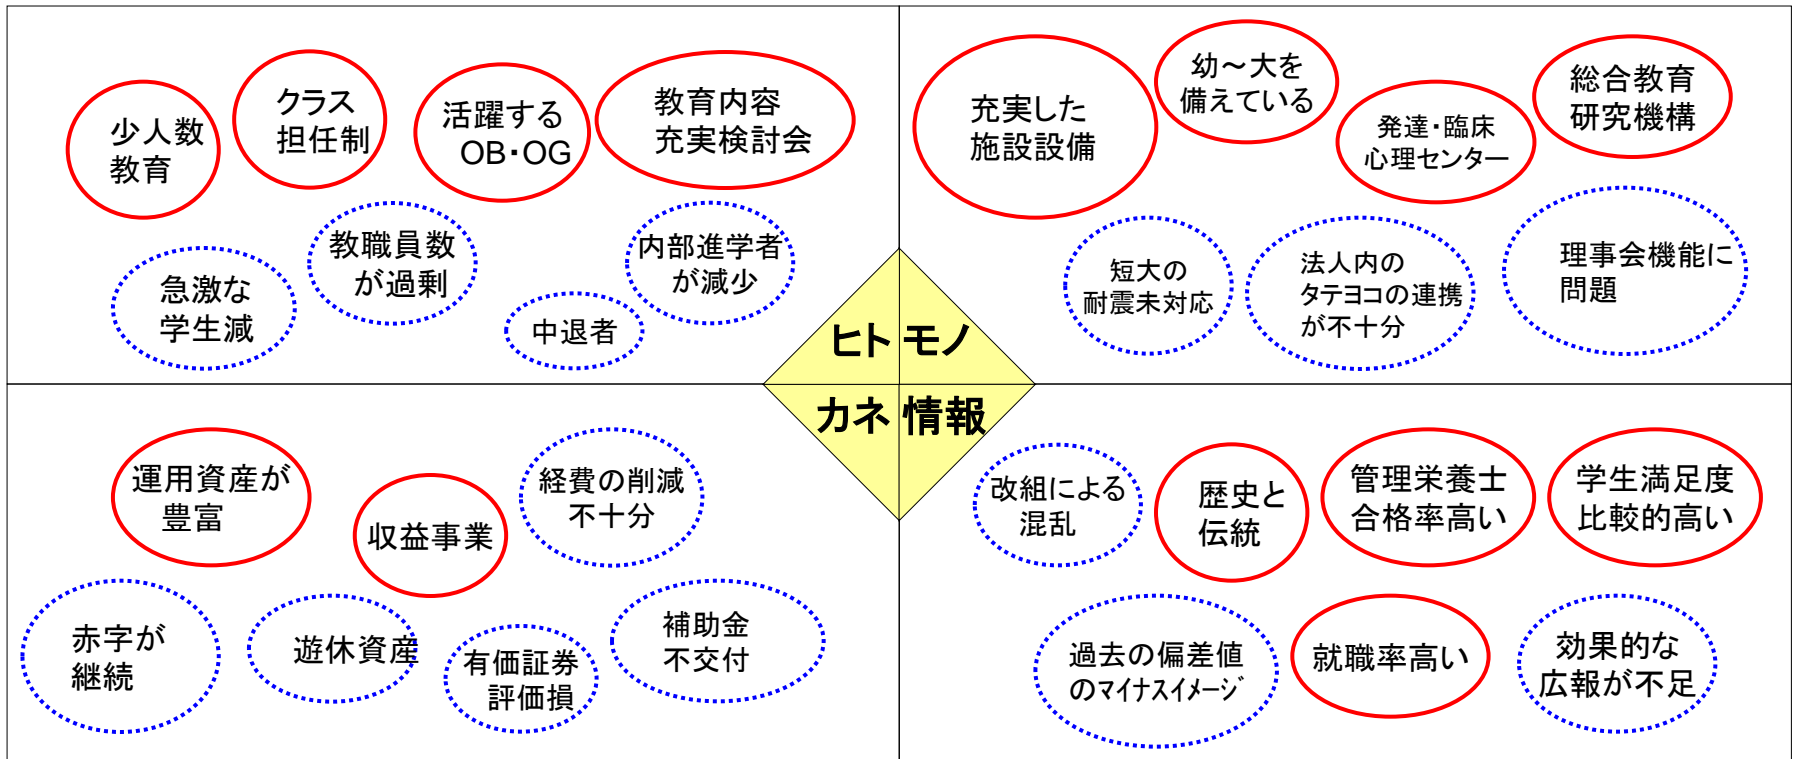 少人数
教育
クラス
担任制
活躍する
OB・OG
教育内容
充実検討会
急激な
学生減
教職員数
が過剰
中退者
内部進学者
が減少
充実した
施設設備
幼～大を
備えている
発達・臨床
心理センター
総合教育
研究機構
短大の
耐震未対応
法人内の
タテヨコの連携
が不十分
理事会機能に
問題
ヒト
モノ
カネ
情報
運用資産が
豊富
収益事業
経費の削減
不十分
赤字が
継続
遊休資産
有価証券
評価損
補助金
不交付
改組による
混乱
歴史と
伝統
管理栄養士
合格率高い
学生満足度
比較的高い
過去の偏差値
のマイナスイメージ
就職率高い
効果的な
広報が不足